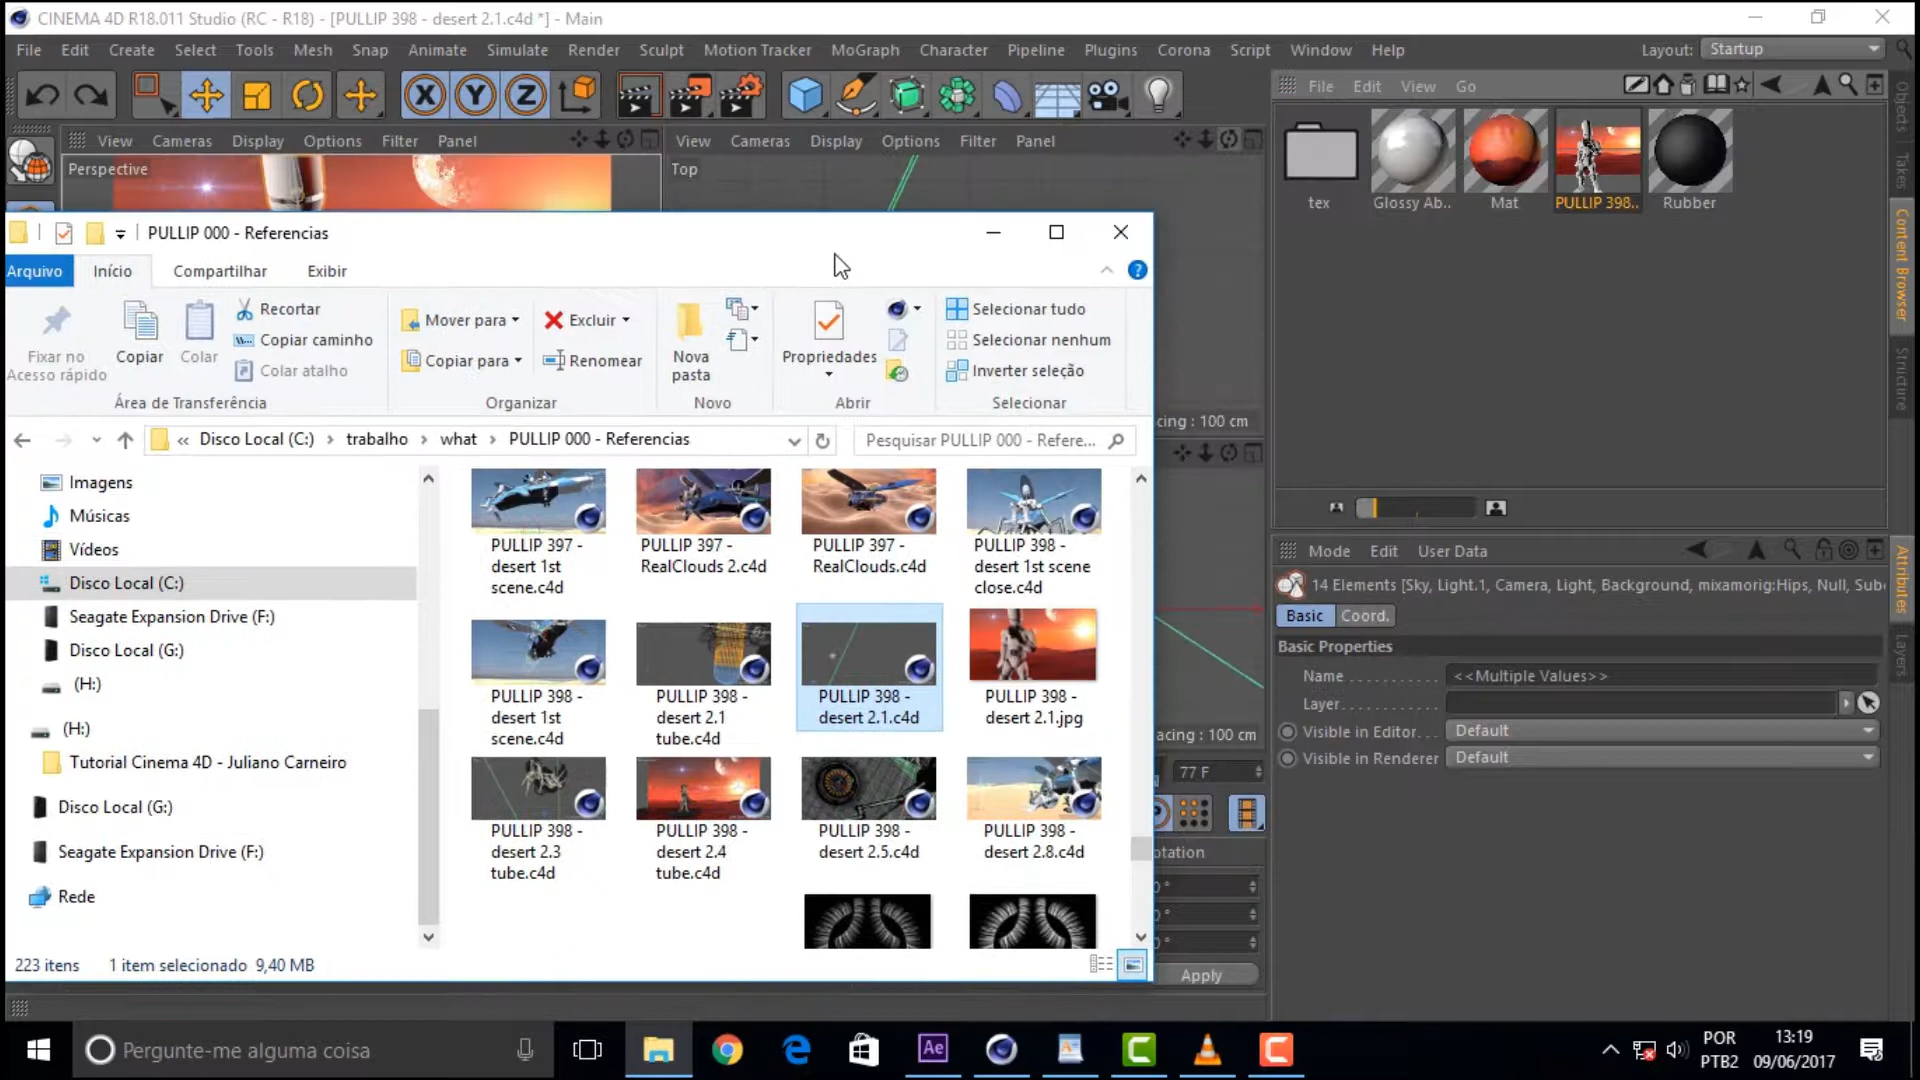 CINEMA 4D R18.011 Studio (RC - R18) - [PULLIP 398 - desert 2.1.c4d *] - Main
File Edit Create Select Tools Mesh Snap Animate Simulate Render Sculpt Motion Tracker MoGraph Character Pipeline Plugins Corona Script Window Help Layout: Startup
X Y Z
File Edit View Go
View Cameras Display Options Filter Panel
View Cameras Display Options Filter Panel
Perspective
Top
tex Glossy Ab.. Mat PULLIP 398.. Rubber
Objects
Takes
Content Browser
Structure
PULLIP 000 - Referencias
Arquivo Início Compartilhar Exibir
Fixar no
Acesso rápido
Copiar
Colar
Recortar
Copiar caminho
Colar atalho
Área de Transferência
Mover para
Copiar para
Excluir
Renomear
Organizar
Nova
pasta
Novo
Propriedades
Abrir
Selecionar tudo
Selecionar nenhum
Inverter seleção
Selecionar
« Disco Local (C:) › trabalho › what › PULLIP 000 - Referencias
Pesquisar PULLIP 000 - Refere...
Imagens
Músicas
Vídeos
Disco Local (C:)
Seagate Expansion Drive (F:)
Disco Local (G:)
(H:)
(H:)
Tutorial Cinema 4D - Juliano Carneiro
Disco Local (G:)
Seagate Expansion Drive (F:)
Rede
PULLIP 397 -
desert 1st
scene.c4d
PULLIP 397 -
RealClouds 2.c4d
PULLIP 397 -
RealClouds.c4d
PULLIP 398 -
desert 1st scene
close.c4d
PULLIP 398 -
desert 1st
scene.c4d
PULLIP 398 -
desert 2.1
tube.c4d
PULLIP 398 -
desert 2.1.c4d
PULLIP 398 -
desert 2.1.jpg
PULLIP 398 -
desert 2.3
tube.c4d
PULLIP 398 -
desert 2.4
tube.c4d
PULLIP 398 -
desert 2.5.c4d
PULLIP 398 -
desert 2.8.c4d
223 itens 1 item selecionado 9,40 MB
cing : 100 cm
acing : 100 cm
77 F
otation
0 °
0 °
0 °
Apply
Mode Edit User Data
14 Elements [Sky, Light.1, Camera, Light, Background, mixamorig:Hips, Null, Sub
Basic Coord.
Basic Properties
Name <<Multiple Values>>
Layer
Visible in Editor Default
Visible in Renderer Default
Attributes
Layers
Pergunte-me alguma coisa
Ae
POR
PTB2
13:19
09/06/2017